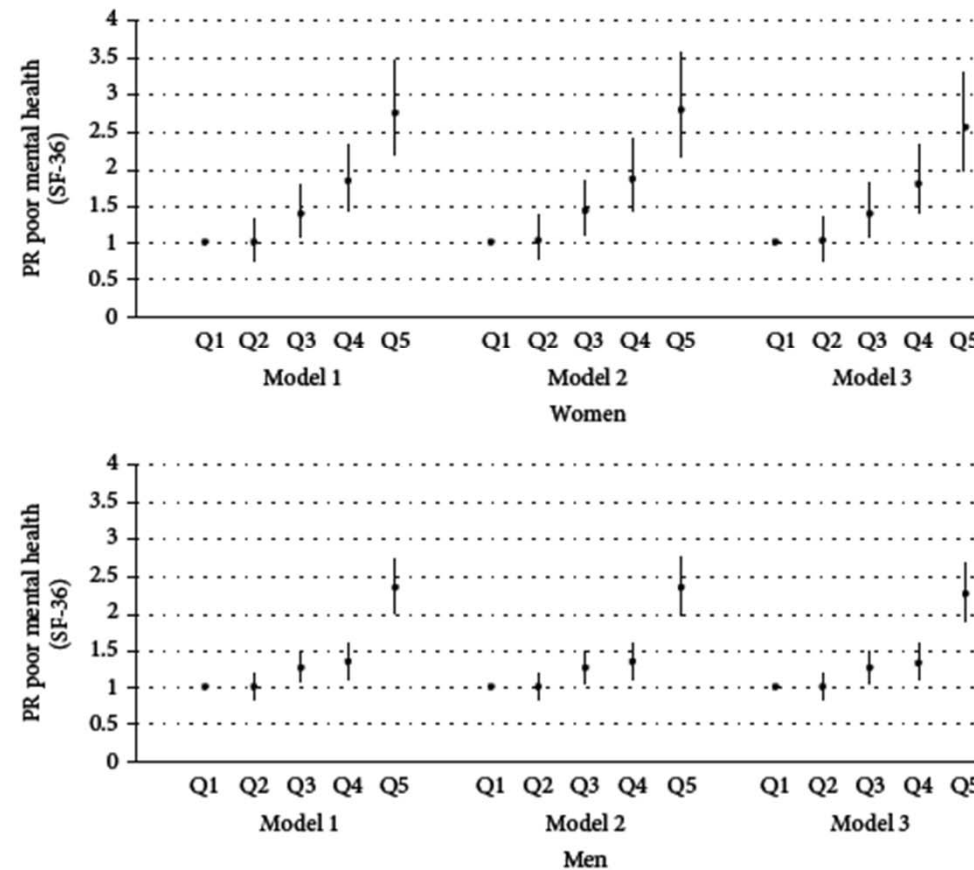 PR poor mental health
(SF-36)
4
3.5
3
2.5
2
1.5
1
0.5
0
Q1 Q2 Q3 Q4 Q5 Q1 Q2 Q3 Q4 Q5 Q1 Q2 Q3 Q4 Q5
Model 1 Model 2 Model 3
Women
PR poor mental health
(SF-36)
4
3.5
3
2.5
2
1.5
1
0.5
0
Q1 Q2 Q3 Q4 Q5 Q1 Q2 Q3 Q4 Q5 Q1 Q2 Q3 Q4 Q5
Model 1 Model 2 Model 3
Men